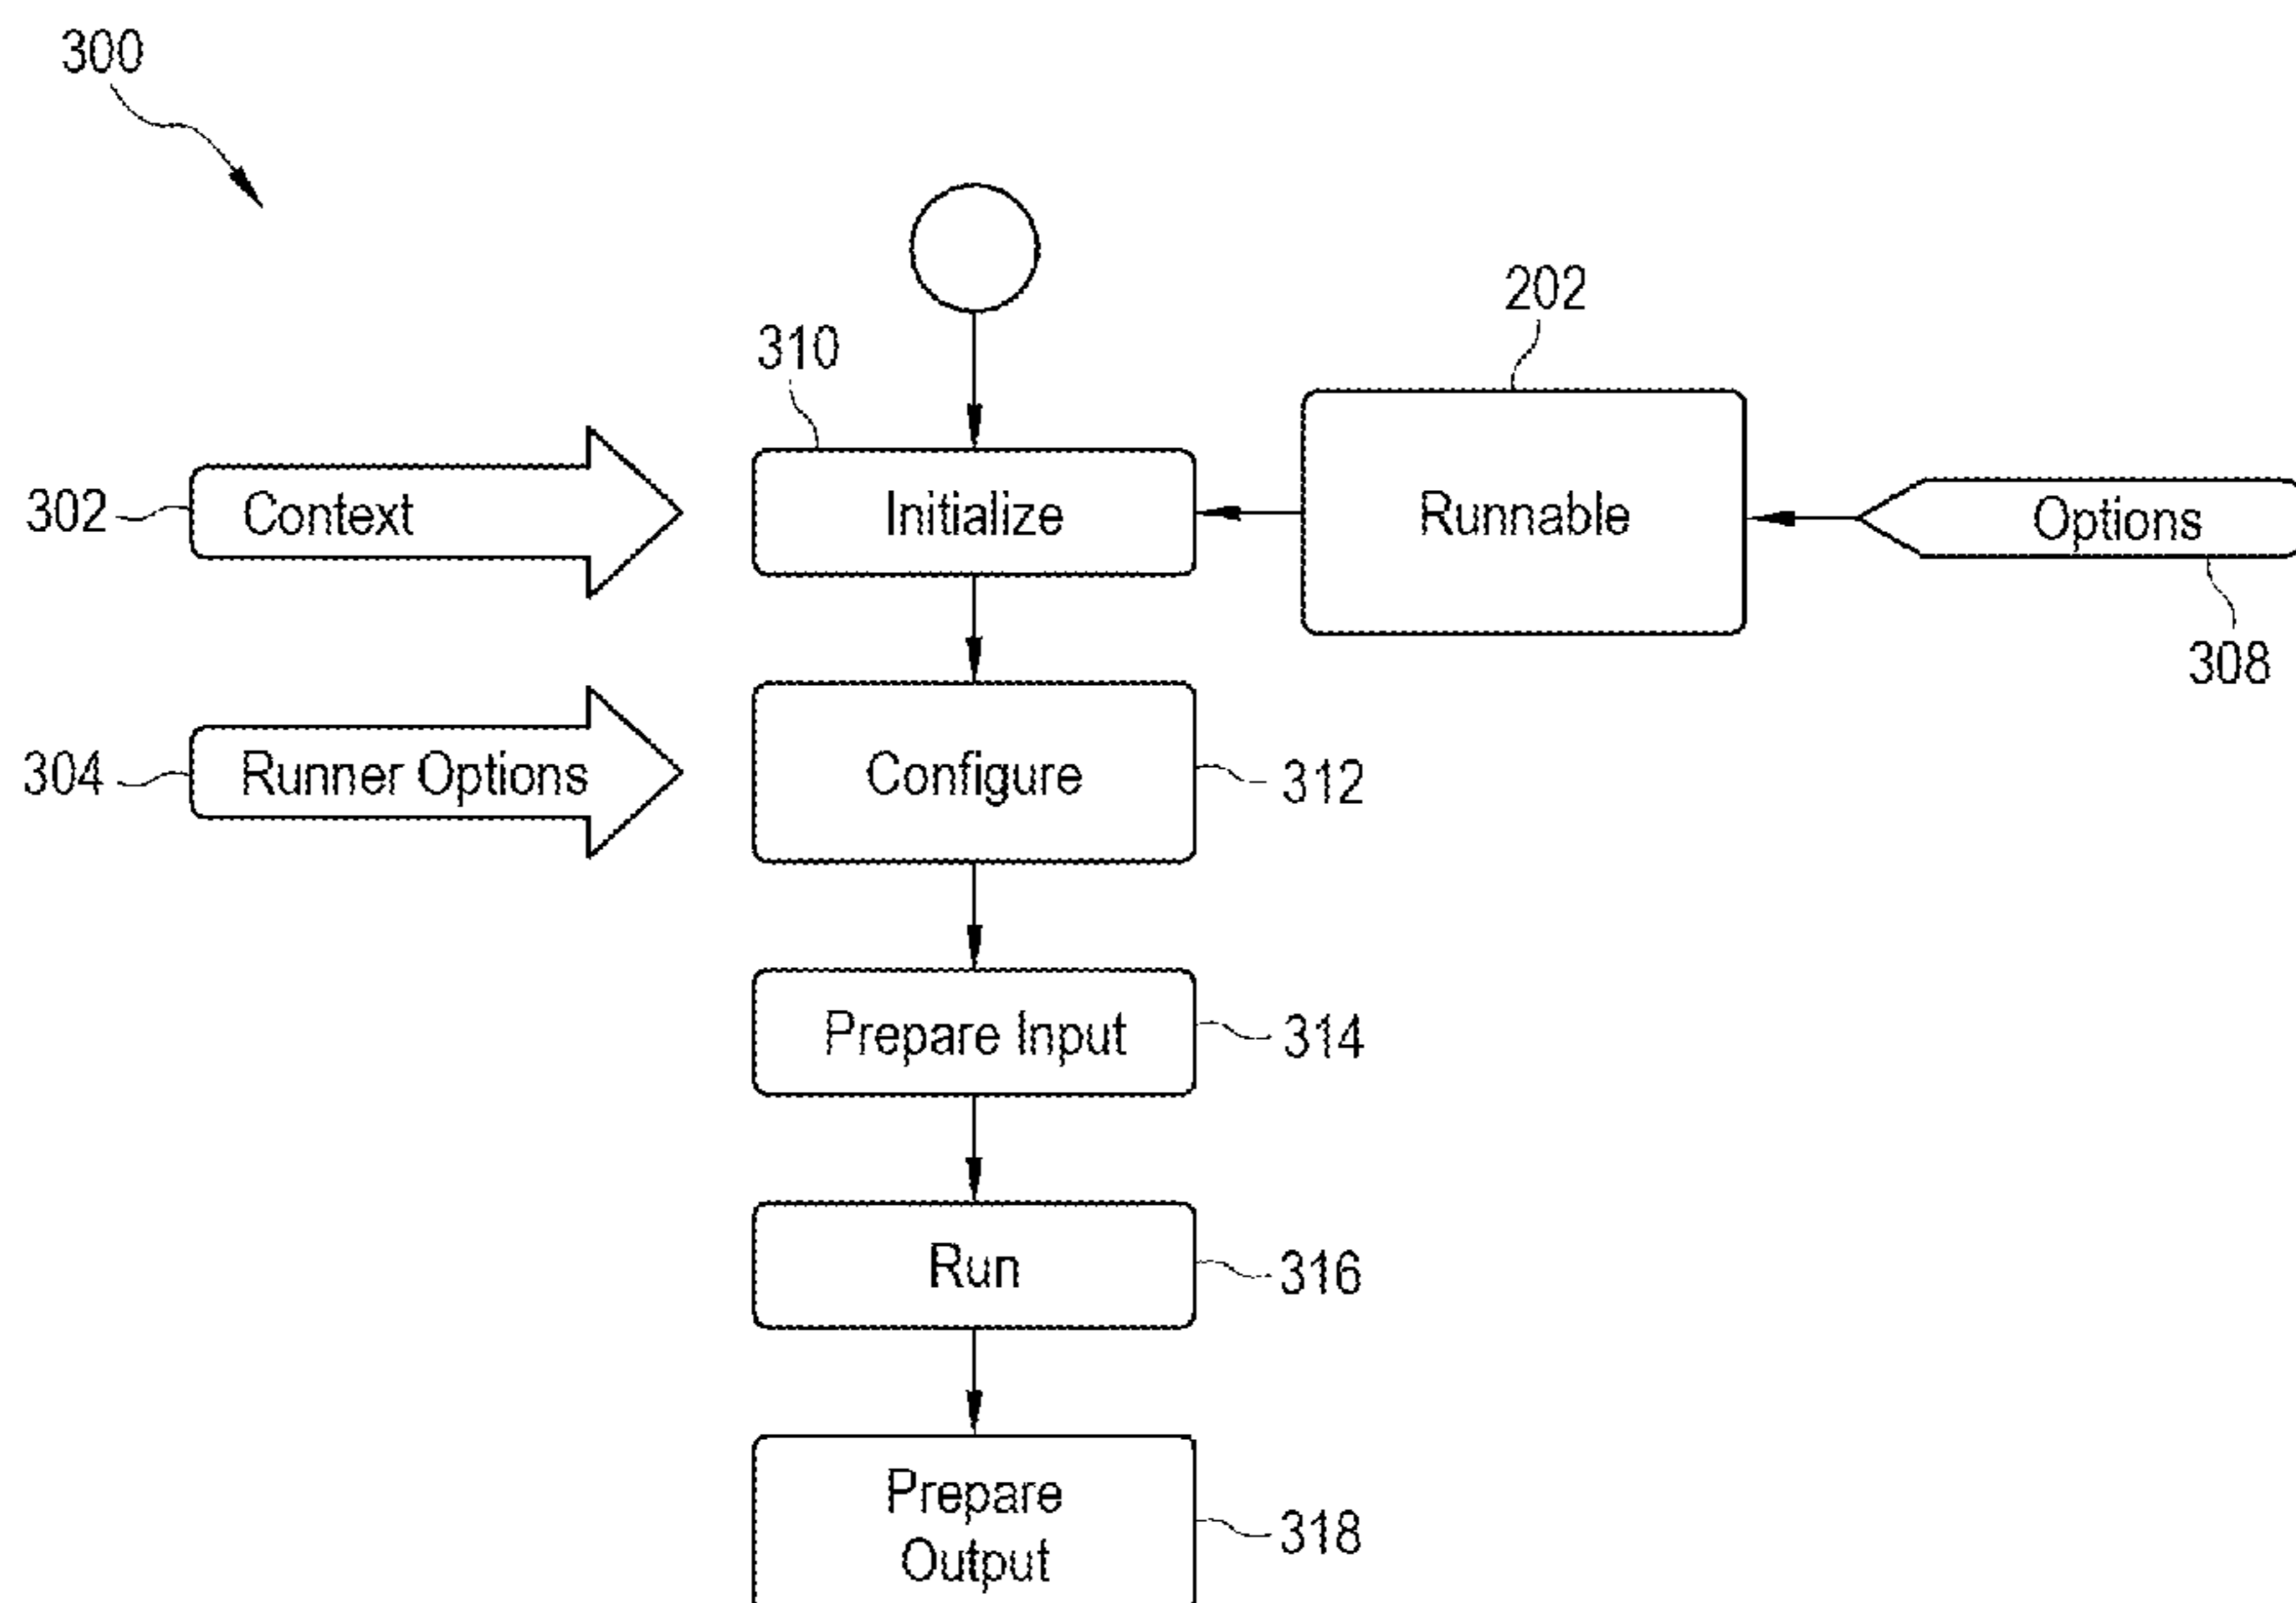 300
202
310
302
Context
Initialize
Runnable
Options
308
304
Runner Options
Configure
312
Prepare Input
314
Run
316
Prepare
Output
318